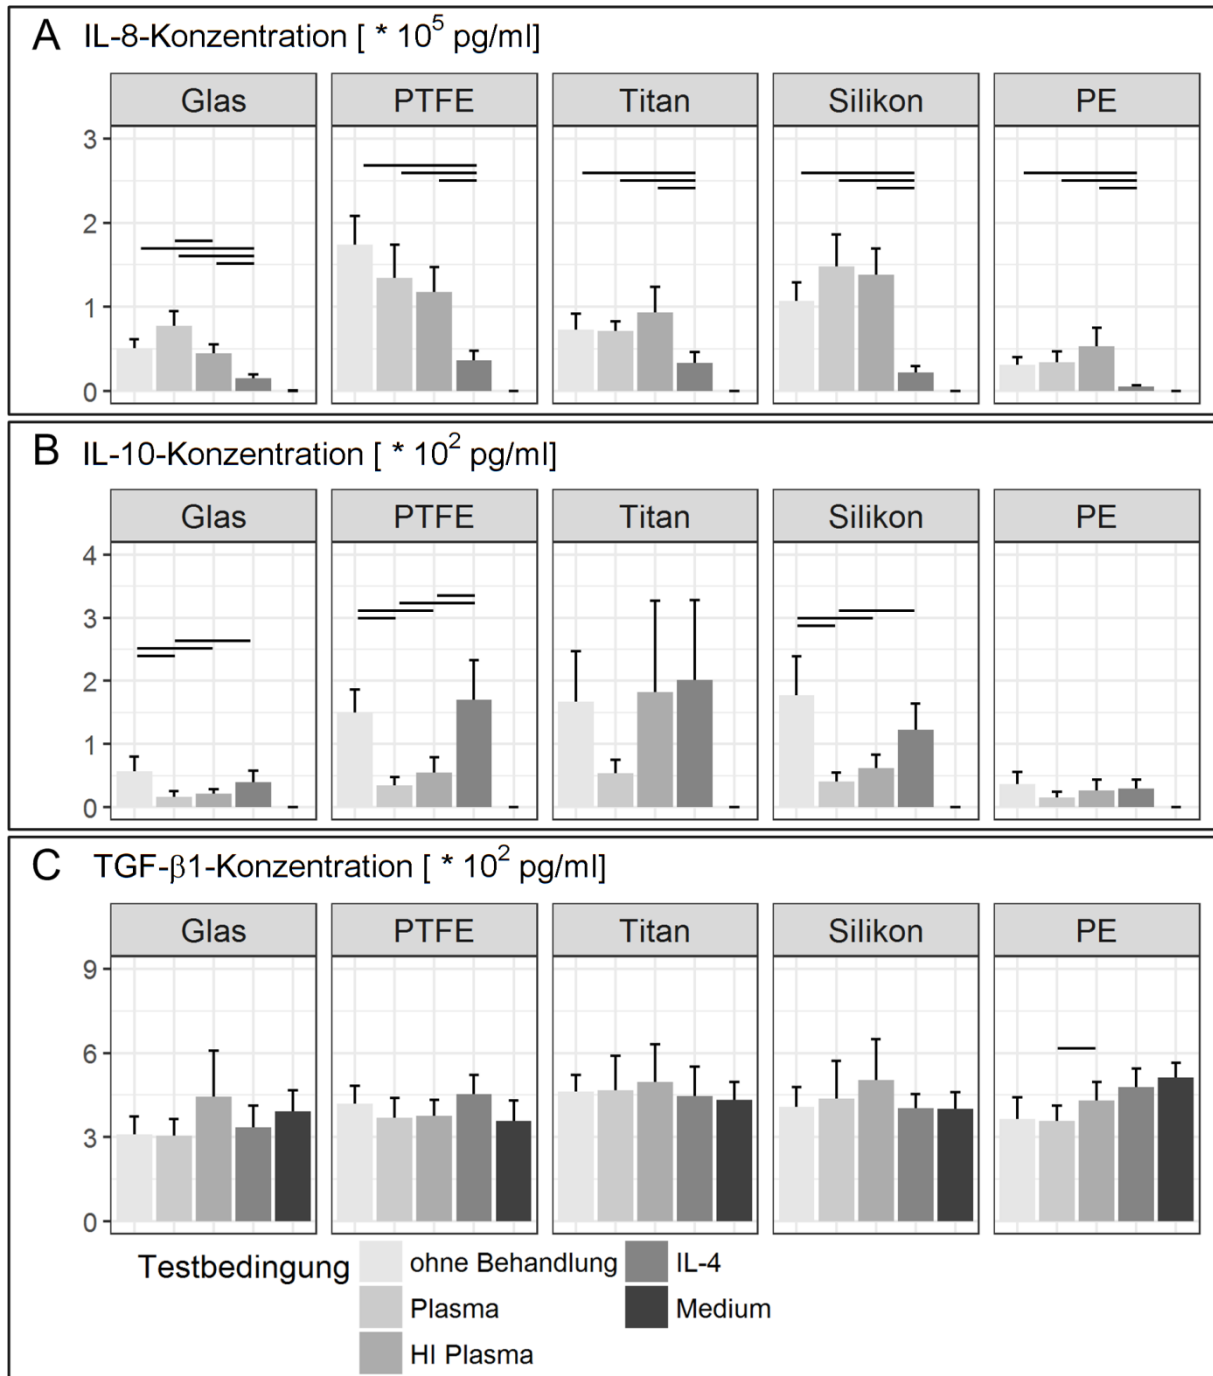 A IL-8-Konzentration [ * 10⁵ pg/ml]
Glas PTFE Titan Silikon PE
3
2
1
0
B IL-10-Konzentration [ * 10² pg/ml]
Glas PTFE Titan Silikon PE
4
3
2
1
0
C TGF-β1-Konzentration [ * 10² pg/ml]
Glas PTFE Titan Silikon PE
9
6
3
0
Testbedingung
ohne Behandlung IL-4
Plasma Medium
HI Plasma